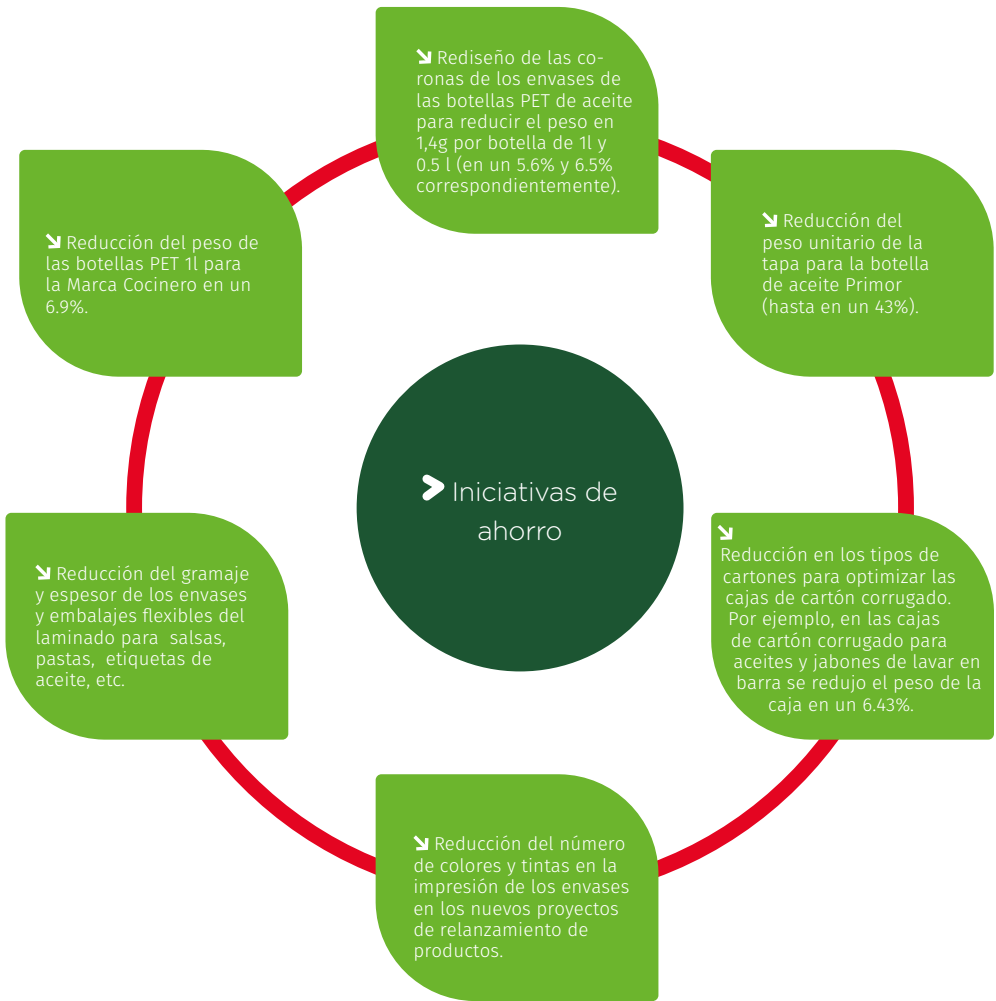 Rediseño de las co-
ronas de los envases de
las botellas PET de aceite
para reducir el peso en
1,4g por botella de 1l y
0.5 l (en un 5.6% y 6.5%
correspondientemente).
Reducción del
peso unitario de la
tapa para la botella
de aceite Primor
(hasta en un 43%).
Reducción en los tipos de
cartones para optimizar las
cajas de cartón corrugado.
Por ejemplo, en las cajas
de cartón corrugado para
aceites y jabones de lavar en
barra se redujo el peso de la
caja en un 6.43%.
Reducción del número
de colores y tintas en la
impresión de los envases
en los nuevos proyectos
de relanzamiento de
productos.
Reducción del gramaje
y espesor de los envases
y embalajes flexibles del
laminado para salsas,
pastas, etiquetas de
aceite, etc.
Reducción del peso de
las botellas PET 1l para
la Marca Cocinero en un
6.9%.
Iniciativas de
ahorro